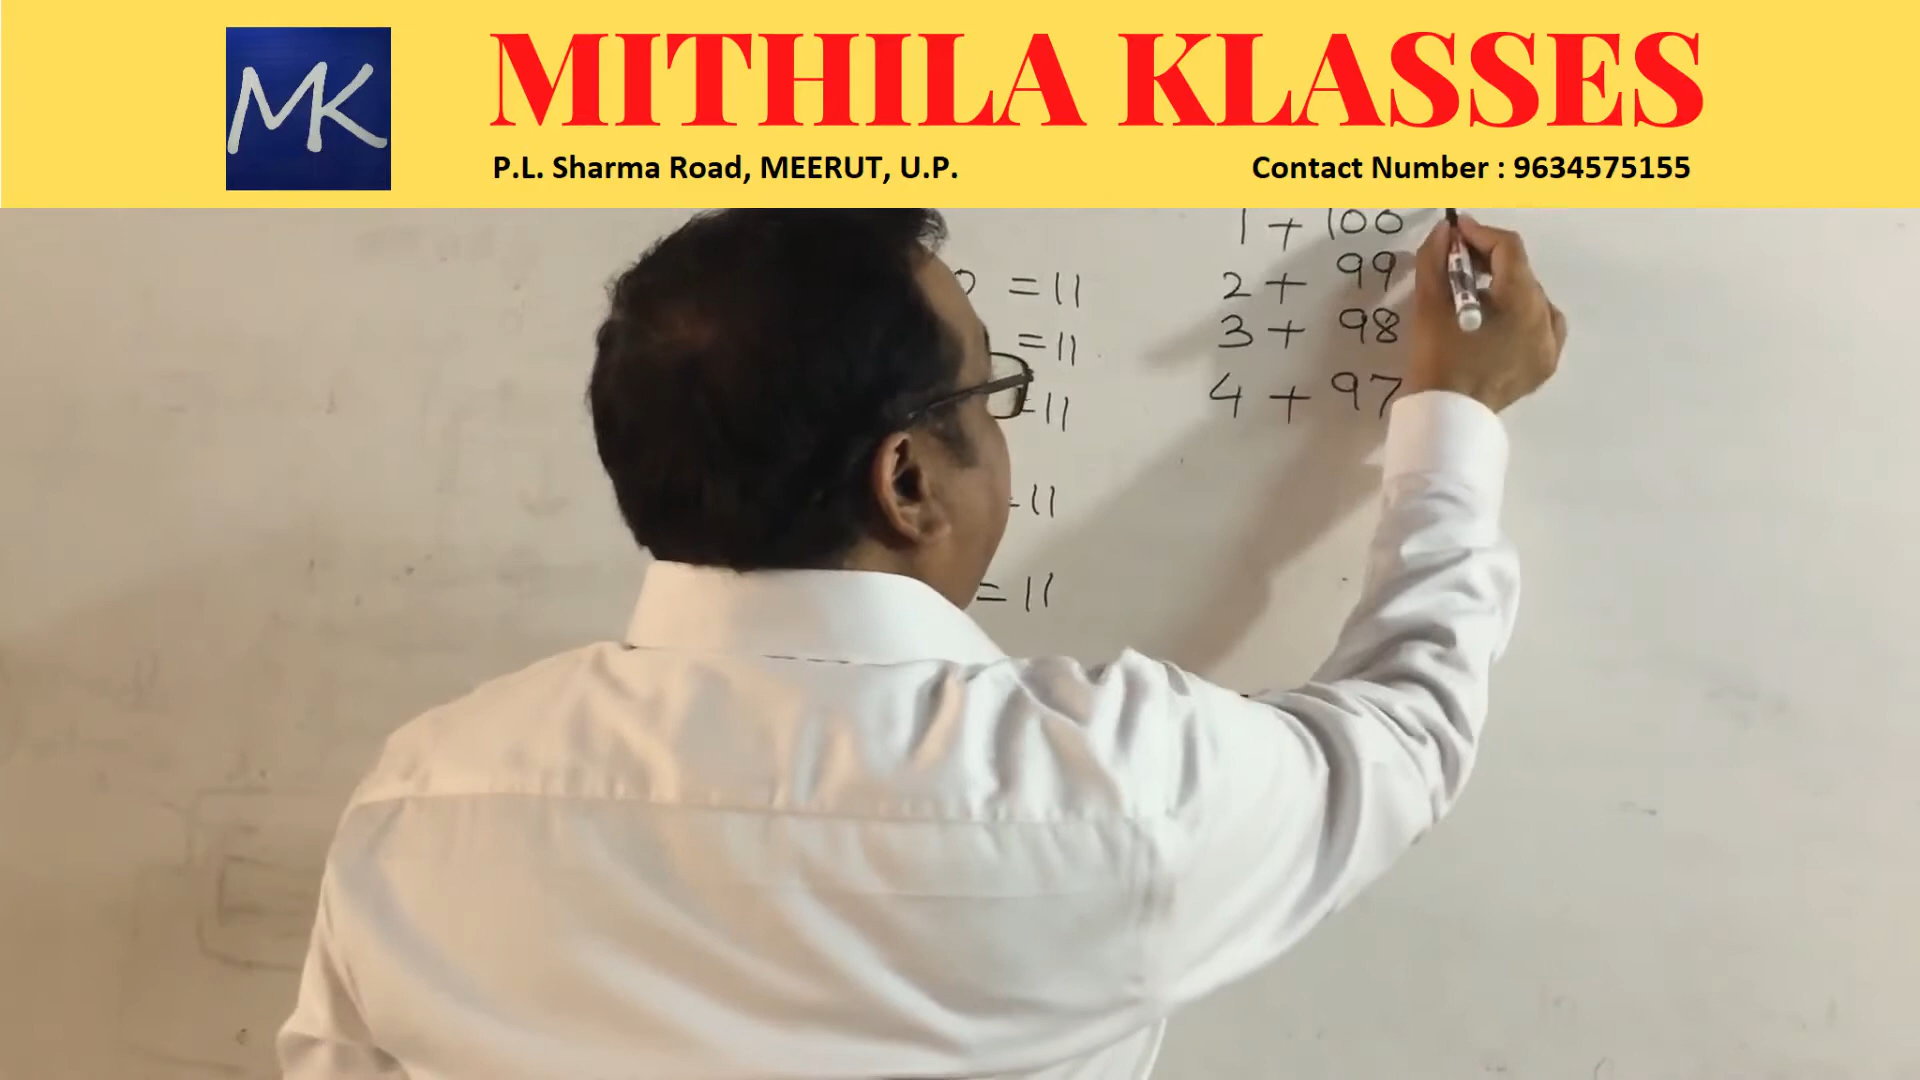 MK
MITHILA KLASSES
P.L. Sharma Road, MEERUT, U.P.
Contact Number : 9634575155
1 + 100
2 + 99
3 + 98
4 + 97
= 11
= 11
= 11
= 11
= 11